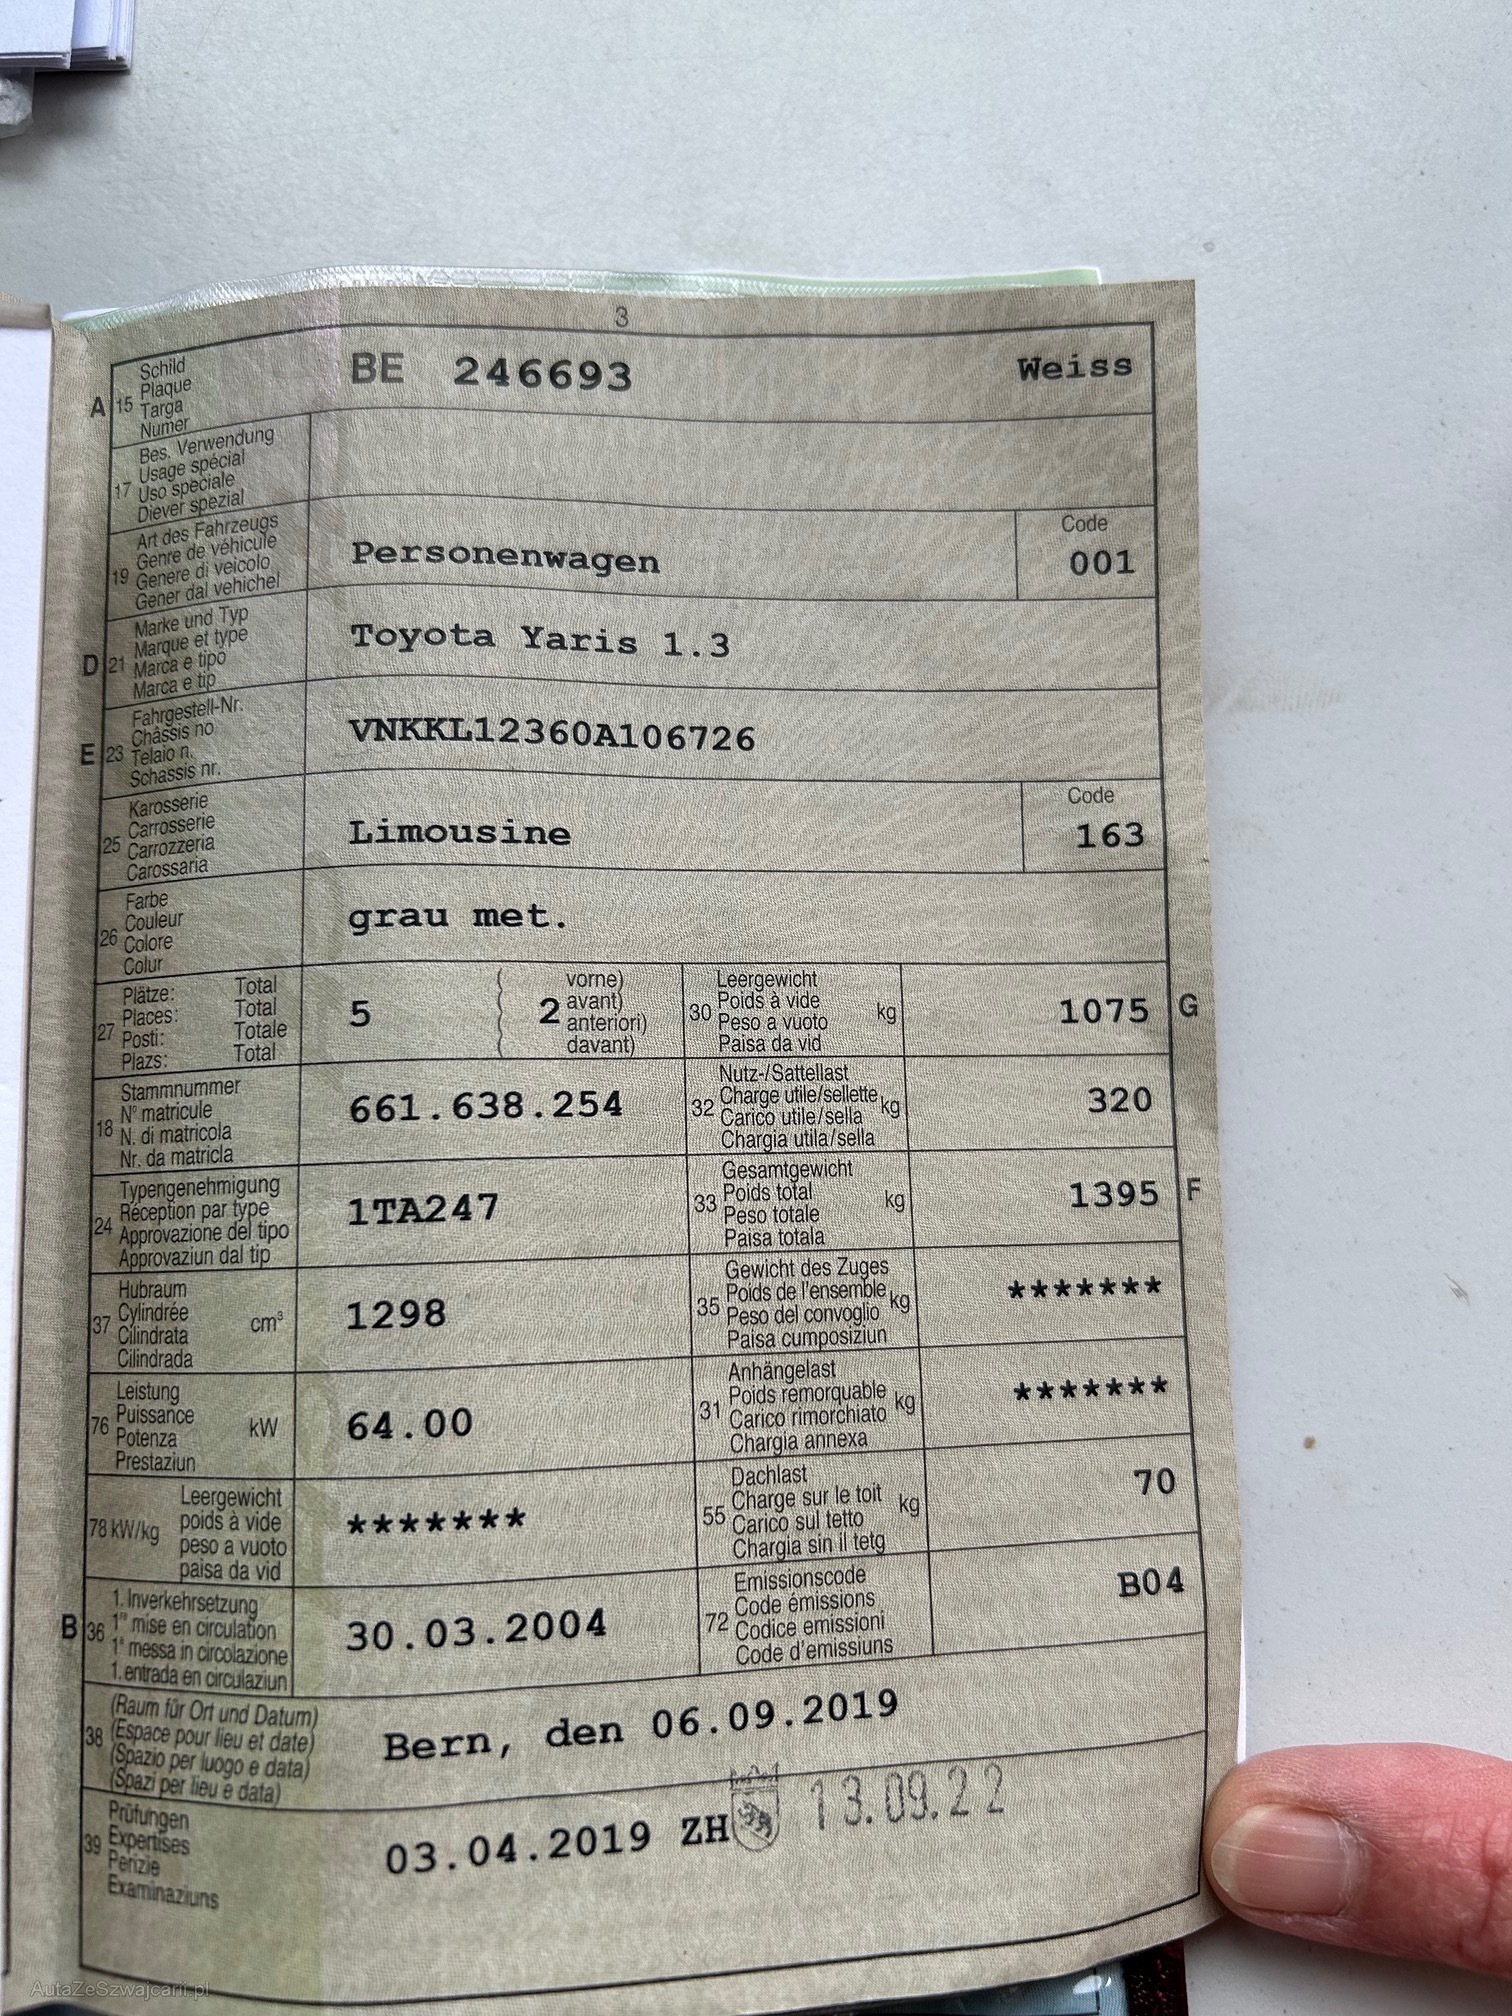 3
A 15 Schild
Plaque
Targa
Numer
BE 246693 Weiss
17 Bes. Verwendung
Usage spécial
Uso speciale
Diever spezial
19 Art des Fahrzeugs
Genre de véhicule
Genere di veicolo
Gener dal vehichel
Personenwagen
Code
001
D 21 Marke und Typ
Marque et type
Marca e tipo
Marca e tip
Toyota Yaris 1.3
E 23 Fahrgestell-Nr.
Châssis no
Telaio n.
Schassis nr.
VNKKL12360A106726
25 Karosserie
Carrosserie
Carrozzeria
Carossaria
Limousine
Code
163
26 Farbe
Couleur
Colore
Colur
grau met.
27 Plätze: Total
Places: Total
Posti: Totale
Plazs: Total
5 ( 2 vorne)
avant)
anteriori)
davant)
30 Leergewicht
Poids à vide
Peso a vuoto
Paisa da vid
kg
1075 G
18 Stammnummer
N° matricule
N. di matricola
Nr. da matricla
661.638.254
32 Nutz-/Sattellast
Charge utile/sellette
Carico utile/sella
Chargia utila/sella
kg
320
24 Typengenehmigung
Réception par type
Approvazione del tipo
Approvaziun dal tip
1TA247
33 Gesamtgewicht
Poids total
Peso totale
Paisa totala
kg
1395 F
37 Hubraum
Cylindrée
Cilindrata
Cilindrada
cm³
1298
35 Gewicht des Zuges
Poids de l'ensemble
Peso del convoglio
Paisa cumposiziun
kg
*******
76 Leistung
Puissance
Potenza
Prestaziun
kW
64.00
31 Anhängelast
Poids remorquable
Carico rimorchiato
Chargia annexa
kg
*******
78 kW/kg Leergewicht
poids à vide
peso a vuoto
paisa da vid
*******
55 Dachlast
Charge sur le toit
Carico sul tetto
Chargia sin il tetg
kg
70
B 36 1. Inverkehrsetzung
1re mise en circulation
1a messa in circolazione
1. entrada en circulaziun
30.03.2004
72 Emissionscode
Code émissions
Codice emissioni
Code d'emissiuns
B04
38 (Raum für Ort und Datum)
(Espace pour lieu et date)
(Spazio per luogo e data)
(Spazi per lieu e data)
Bern, den 06.09.2019
39 Prüfungen
Expertises
Perizie
Examinaziuns
03.04.2019 ZH 13.09.22
AutaZeSzwajcarii.pl